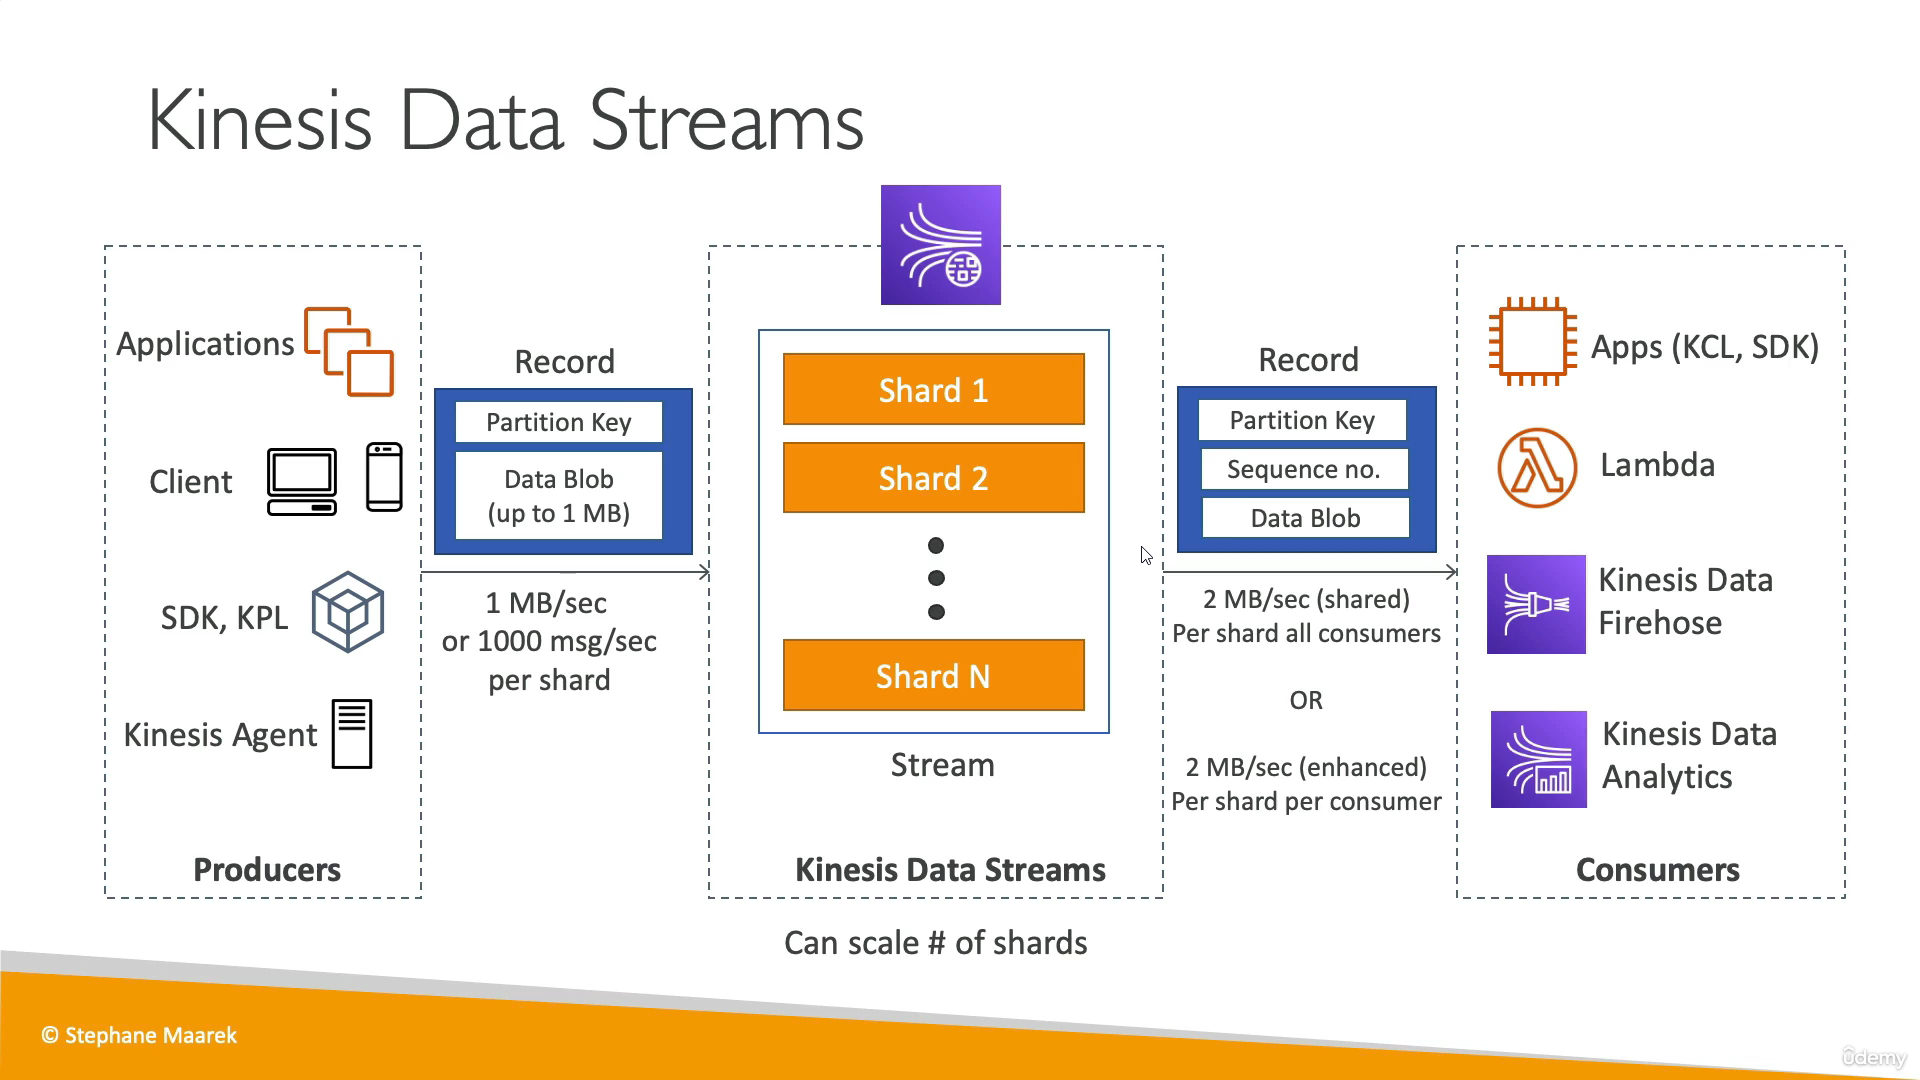 Kinesis Data Streams
Applications
Client
SDK, KPL
Kinesis Agent
Producers
Record
Partition Key
Data Blob
(up to 1 MB)
1 MB/sec
or 1000 msg/sec
per shard
Shard 1
Shard 2
Shard N
Stream
Kinesis Data Streams
Can scale # of shards
Record
Partition Key
Sequence no.
Data Blob
2 MB/sec (shared)
Per shard all consumers
OR
2 MB/sec (enhanced)
Per shard per consumer
Apps (KCL, SDK)
Lambda
Kinesis Data
Firehose
Kinesis Data
Analytics
Consumers
© Stephane Maarek
ûdemy